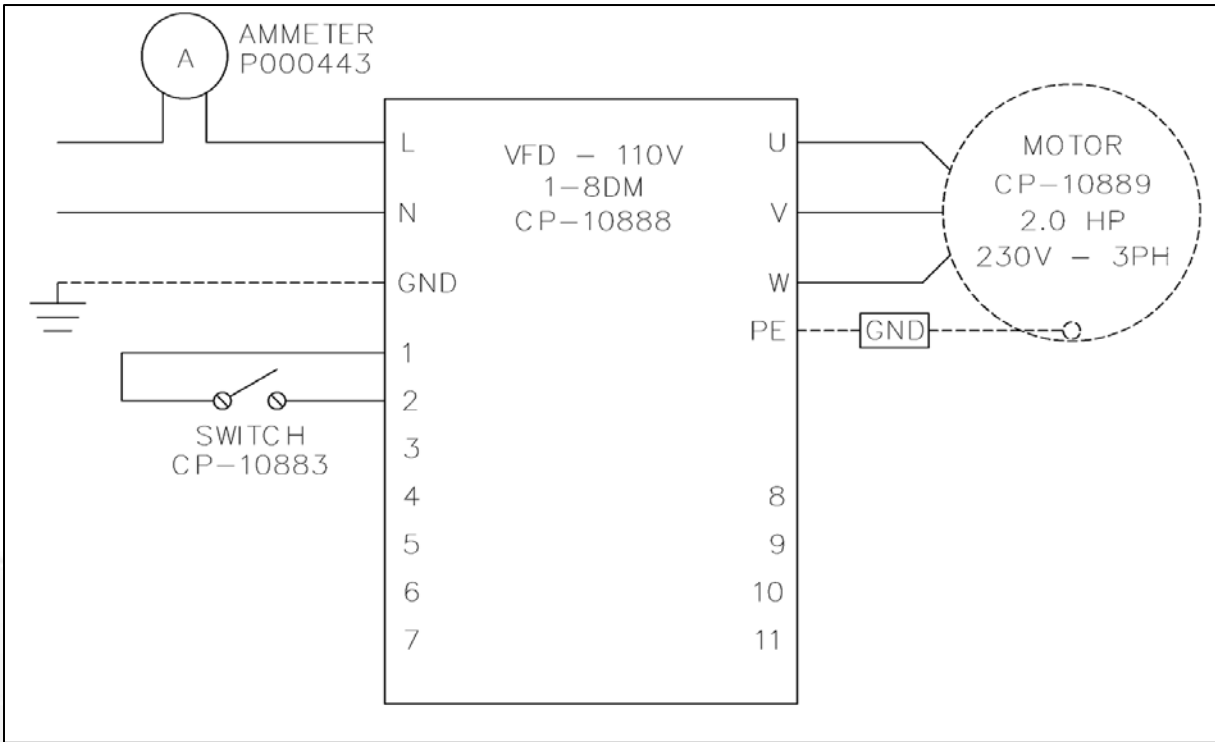 AMMETER
P000443
A
L
N
GND
1
2
3
4
5
6
7
SWITCH
CP-10883
VFD - 110V
1-8DM
CP-10888
U
V
W
PE
GND
8
9
10
11
MOTOR
CP-10889
2.0 HP
230V - 3PH